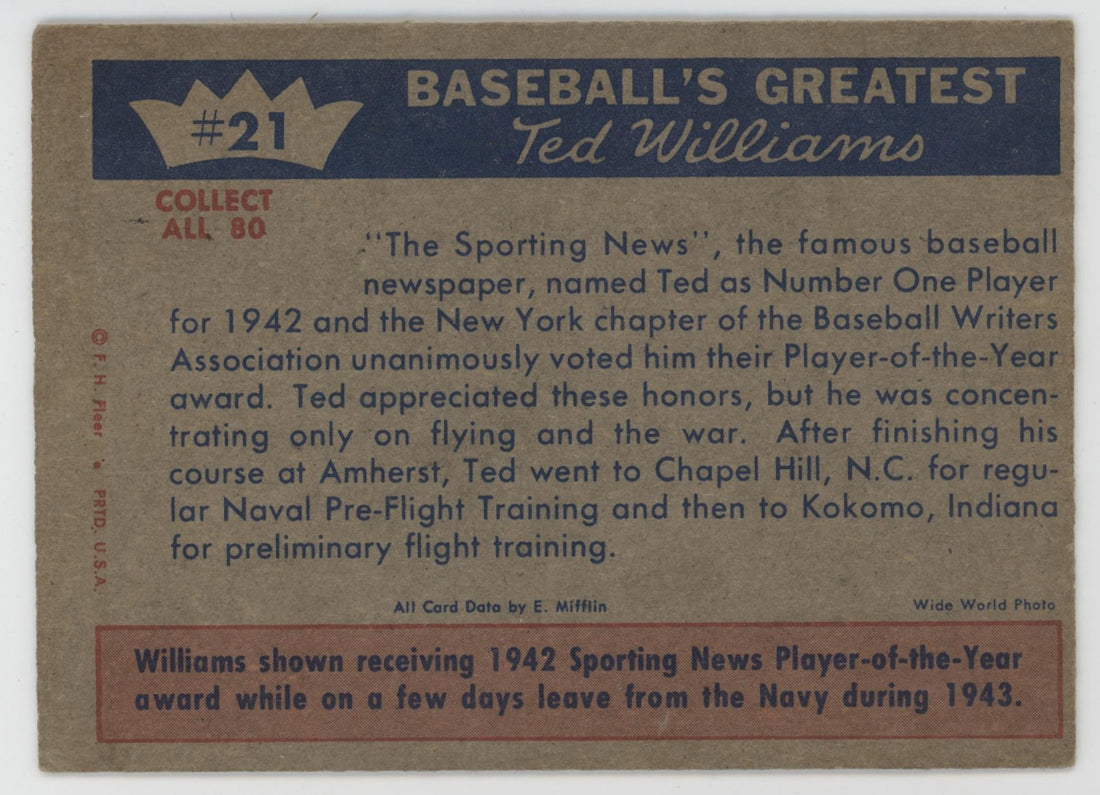 #21
BASEBALL'S GREATEST
Ted Williams
COLLECT
ALL 80
"The Sporting News", the famous baseball
newspaper, named Ted as Number One Player
for 1942 and the New York chapter of the Baseball Writers
Association unanimously voted him their Player-of-the-Year
award. Ted appreciated these honors, but he was concen-
trating only on flying and the war. After finishing his
course at Amherst, Ted went to Chapel Hill, N.C. for regu-
lar Naval Pre-Flight Training and then to Kokomo, Indiana
for preliminary flight training.
© F. H. Fleer • PRTD. U.S.A.
All Card Data by E. Mifflin
Wide World Photo
Williams shown receiving 1942 Sporting News Player-of-the-Year
award while on a few days leave from the Navy during 1943.